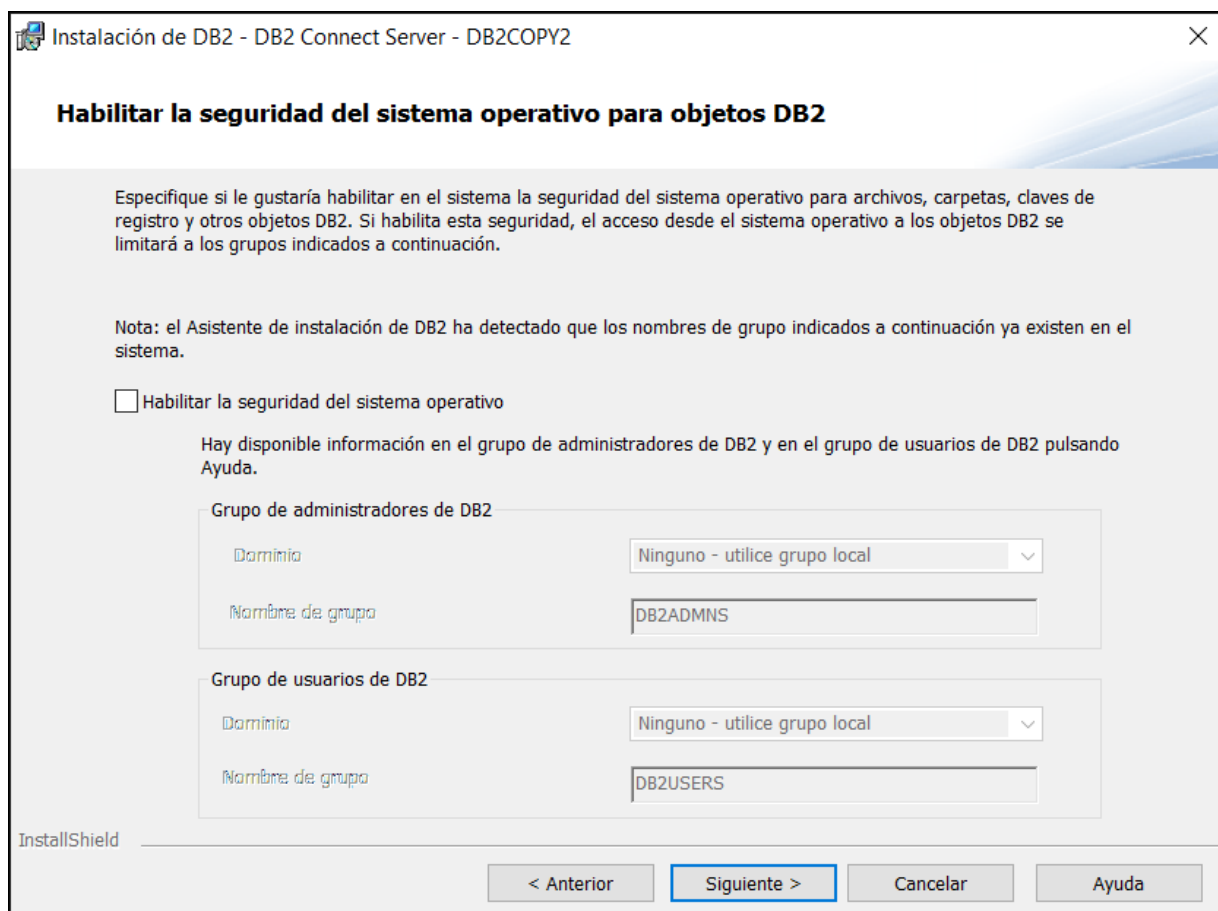 Instalación de DB2 - DB2 Connect Server - DB2COPY2
Habilitar la seguridad del sistema operativo para objetos DB2
Especifique si le gustaría habilitar en el sistema la seguridad del sistema operativo para archivos, carpetas, claves de
registro y otros objetos DB2. Si habilita esta seguridad, el acceso desde el sistema operativo a los objetos DB2 se
limitará a los grupos indicados a continuación.
Nota: el Asistente de instalación de DB2 ha detectado que los nombres de grupo indicados a continuación ya existen en el
sistema.
Habilitar la seguridad del sistema operativo
Hay disponible información en el grupo de administradores de DB2 y en el grupo de usuarios de DB2 pulsando
Ayuda.
Grupo de administradores de DB2
Dominio Ninguno - utilice grupo local
Nombre de grupo DB2ADMNS
Grupo de usuarios de DB2
Dominio Ninguno - utilice grupo local
Nombre de grupo DB2USERS
InstallShield
< Anterior Siguiente > Cancelar Ayuda